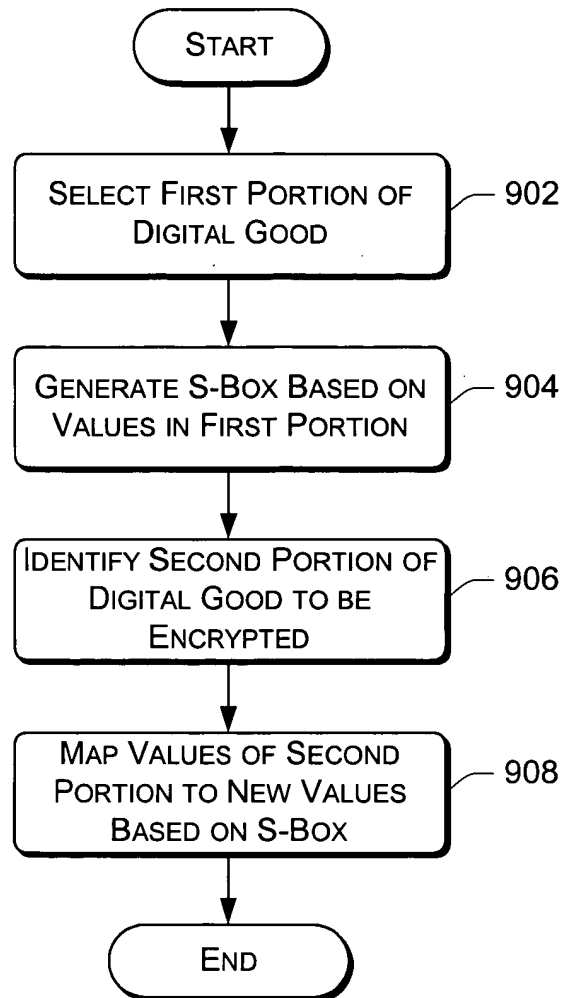 START
SELECT FIRST PORTION OF
DIGITAL GOOD
902
GENERATE S-BOX BASED ON
VALUES IN FIRST PORTION
904
IDENTIFY SECOND PORTION OF
DIGITAL GOOD TO BE
ENCRYPTED
906
MAP VALUES OF SECOND
PORTION TO NEW VALUES
BASED ON S-BOX
908
END